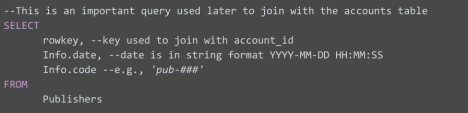 --This is an important query used later to join with the accounts table
SELECT
rowkey, --key used to join with account_id
Info.date, --date is in string format YYYY-MM-DD HH:MM:SS
Info.code --e.g., 'pub-###'
FROM
Publishers